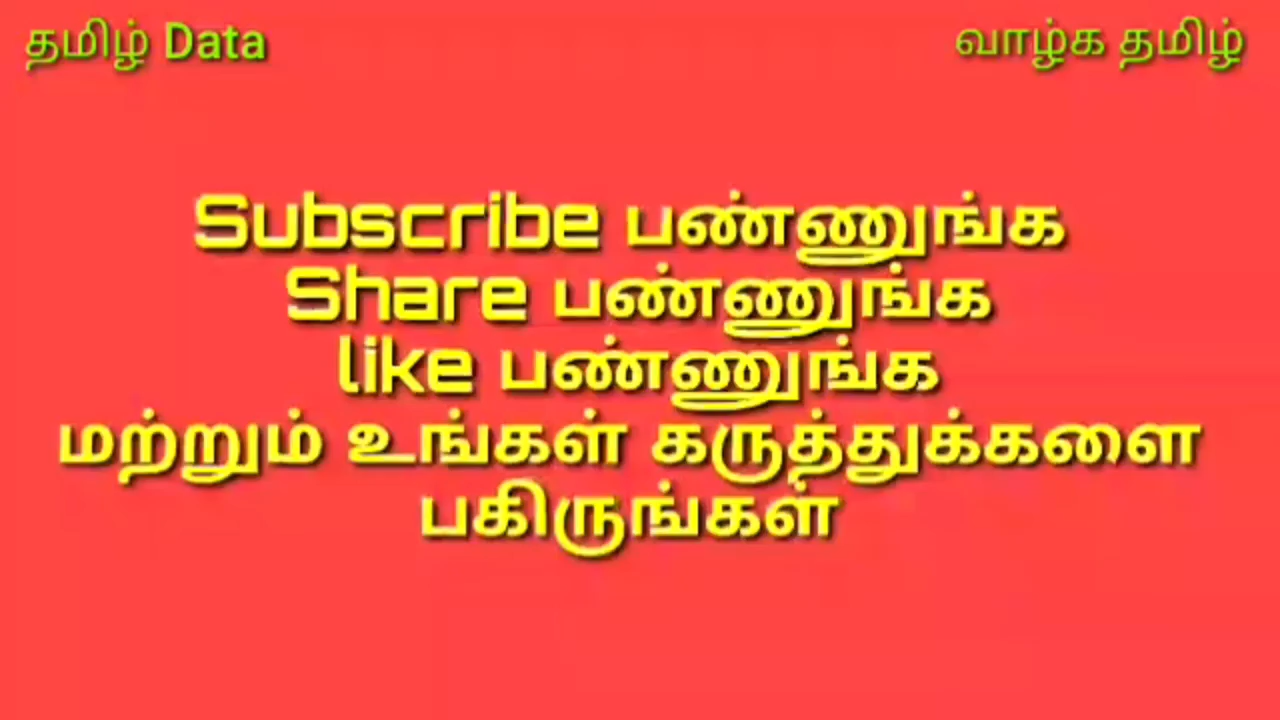 தமிழ் Data
வாழ்க தமிழ்
Subscribe பண்ணுங்க
Share பண்ணுங்க
like பண்ணுங்க
மற்றும் உங்கள் கருத்துக்களை
பகிருங்கள்